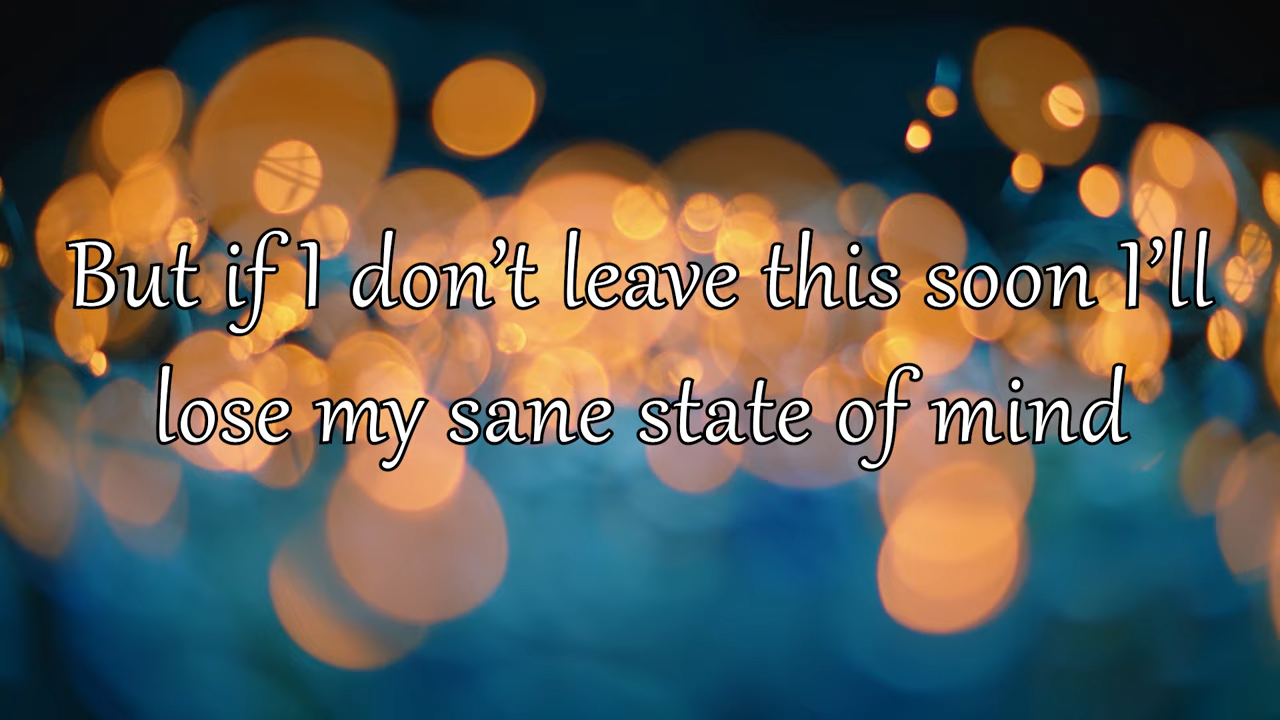 But if I don’t leave this soon I’ll
lose my sane state of mind